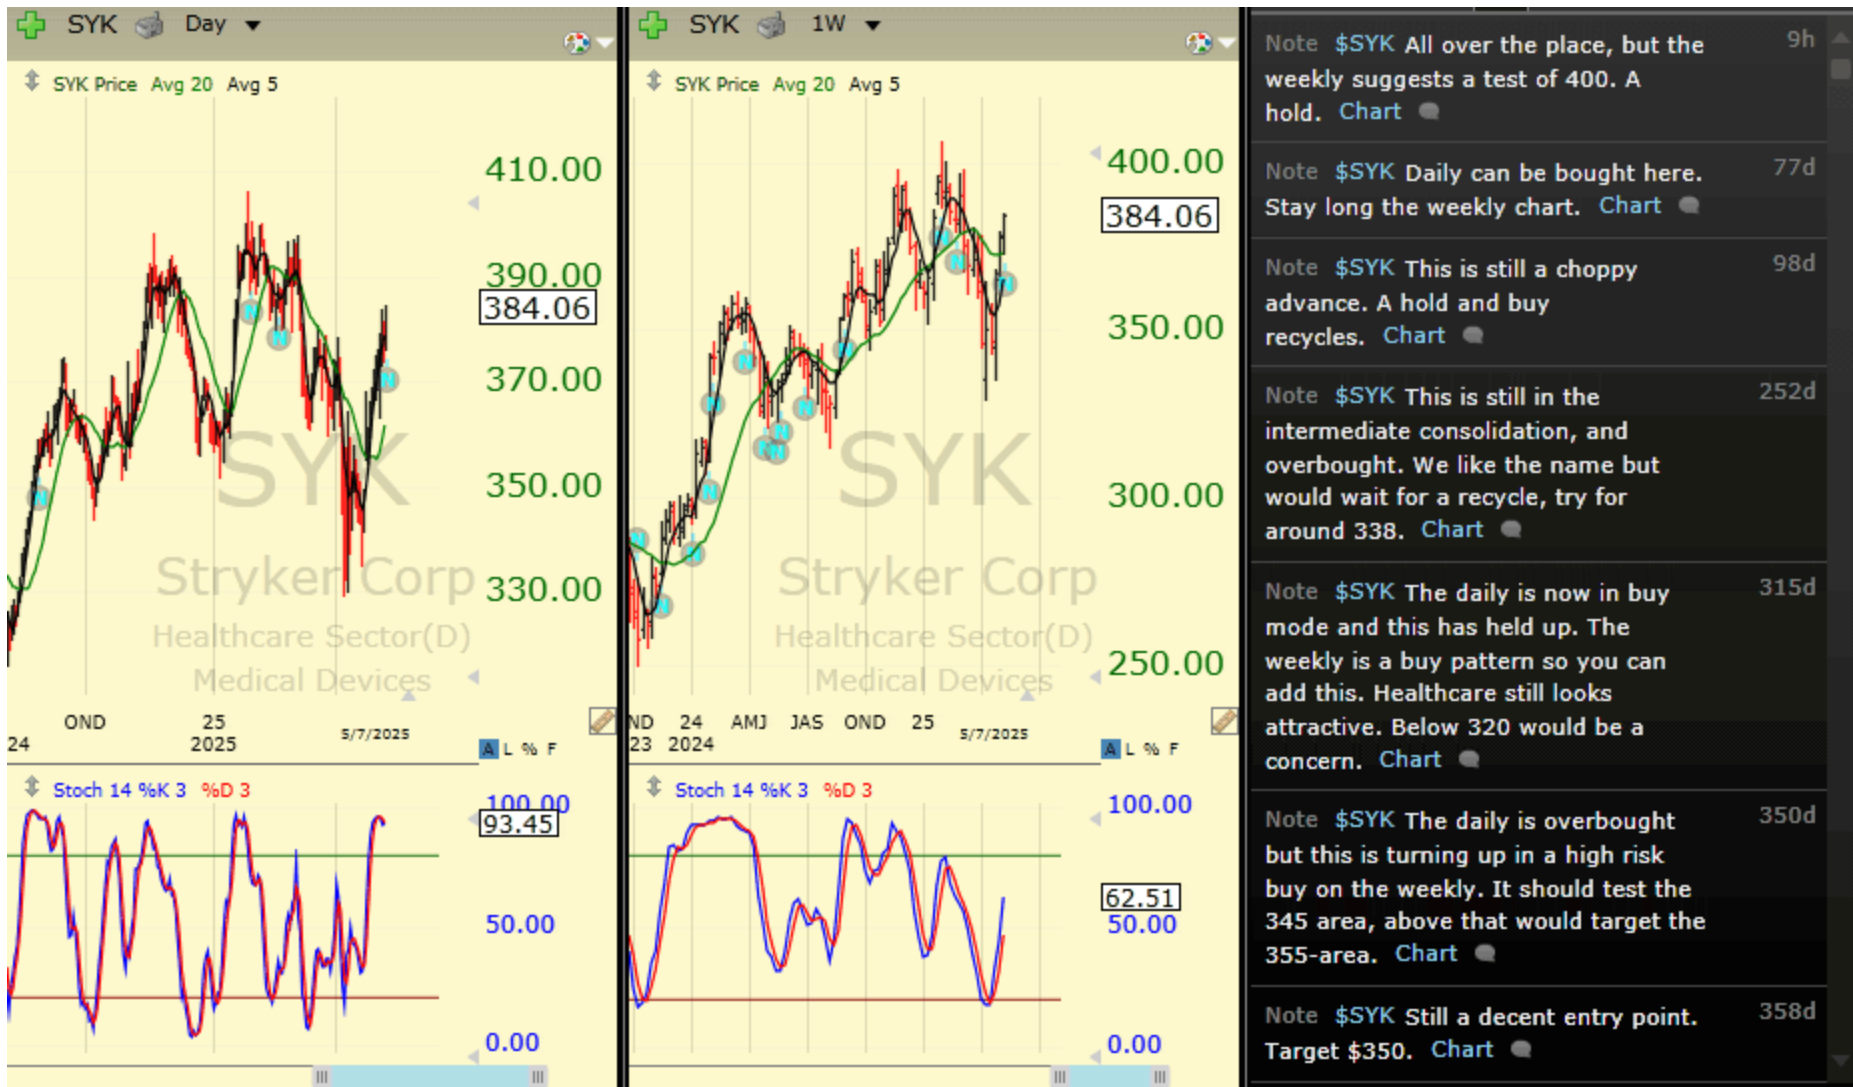 SYK Day
SYK Price Avg 20 Avg 5
410.00
390.00
384.06
370.00
350.00
330.00
SYK
Stryker Corp
Healthcare Sector(D)
Medical Devices
N
N
N
N
OND 25 5/7/2025
24 2025
A L % F
Stoch 14 %K 3 %D 3
100.00
93.45
50.00
0.00
SYK 1W
SYK Price Avg 20 Avg 5
400.00
384.06
350.00
300.00
250.00
SYK
Stryker Corp
Healthcare Sector(D)
Medical Devices
N
N
N
N
N
N
N
N
N
N
N
N
N
N
ND 24 AMJ JAS OND 25 5/7/2025
23 2024
A L % F
Stoch 14 %K 3 %D 3
100.00
62.51
50.00
0.00
Note $SYK All over the place, but the 9h
weekly suggests a test of 400. A
hold. Chart
Note $SYK Daily can be bought here. 77d
Stay long the weekly chart. Chart
Note $SYK This is still a choppy 98d
advance. A hold and buy
recycles. Chart
Note $SYK This is still in the 252d
intermediate consolidation, and
overbought. We like the name but
would wait for a recycle, try for
around 338. Chart
Note $SYK The daily is now in buy 315d
mode and this has held up. The
weekly is a buy pattern so you can
add this. Healthcare still looks
attractive. Below 320 would be a
concern. Chart
Note $SYK The daily is overbought 350d
but this is turning up in a high risk
buy on the weekly. It should test the
345 area, above that would target the
355-area. Chart
Note $SYK Still a decent entry point. 358d
Target $350. Chart